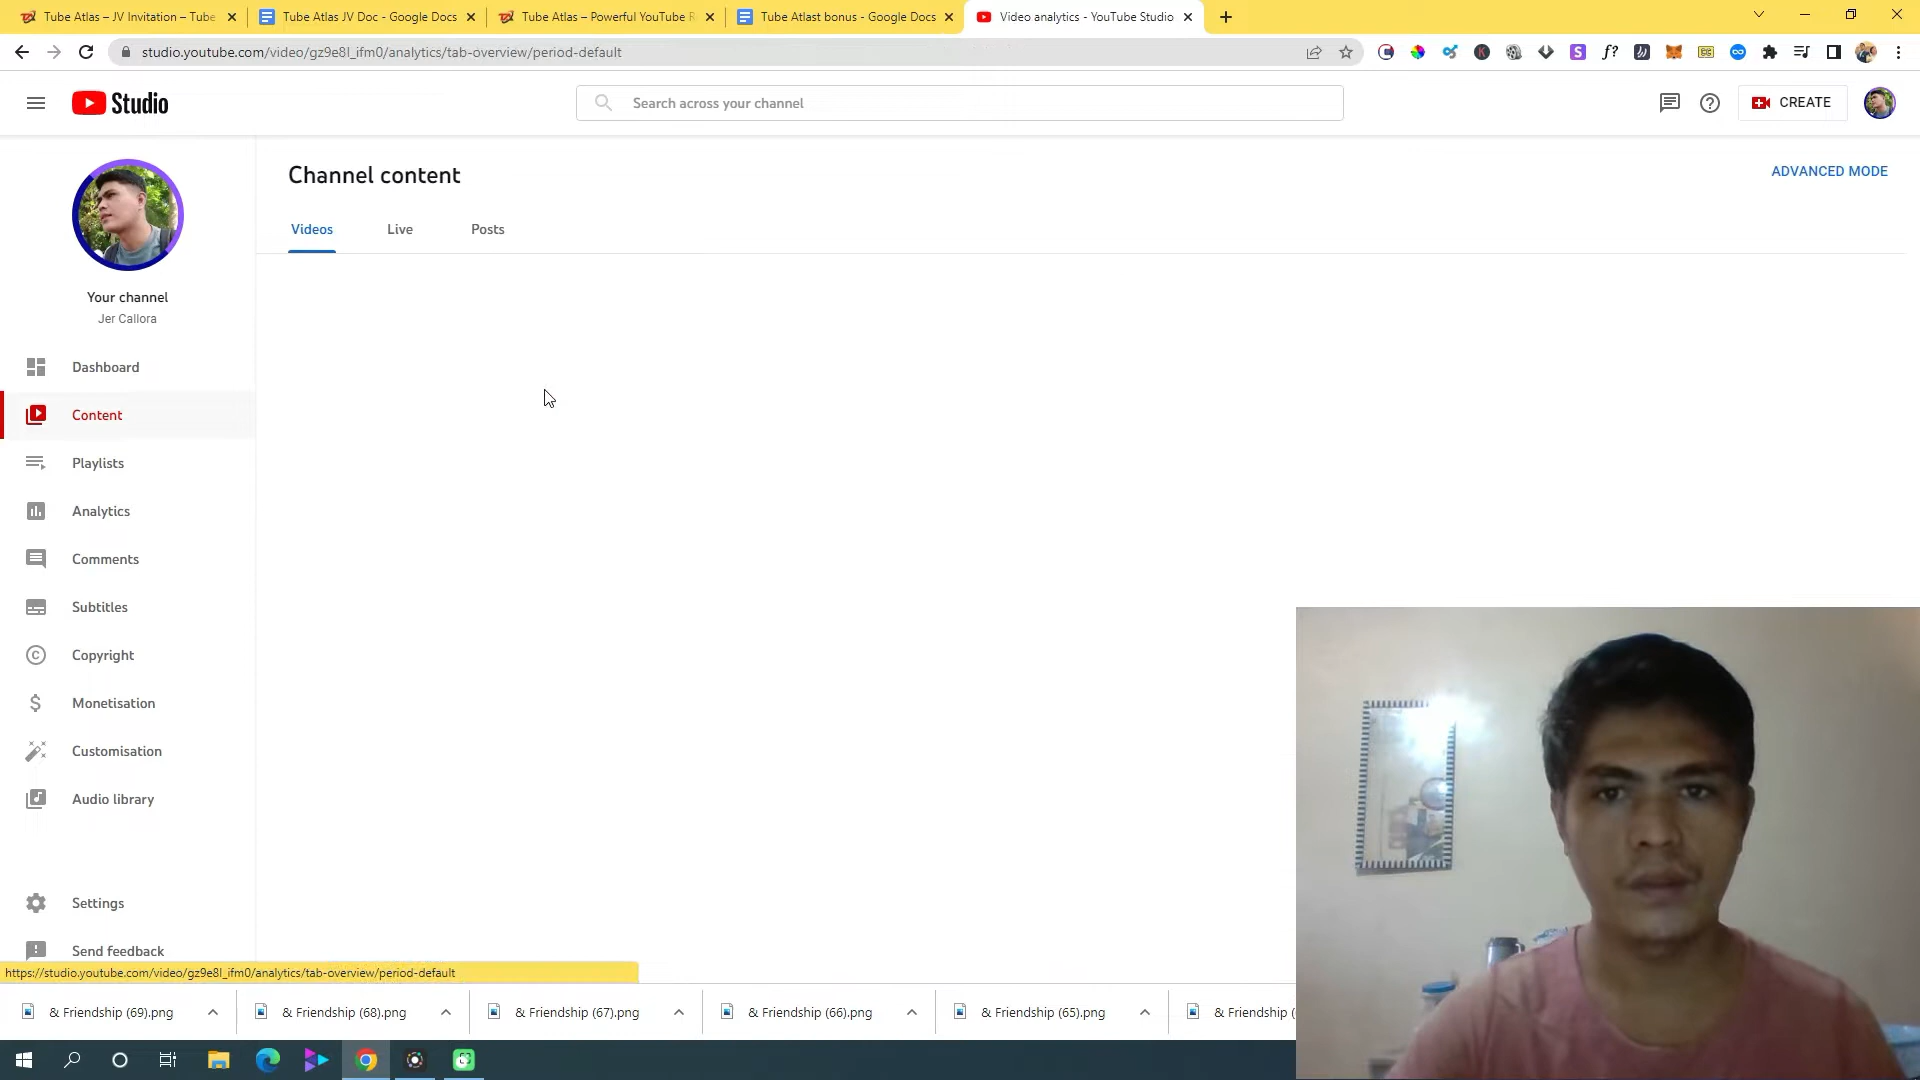 Tube Atlas – JV Invitation – Tube
Tube Atlas JV Doc - Google Docs
Tube Atlas – Powerful YouTube R
Tube Atlast bonus - Google Docs
Video analytics - YouTube Studio
studio.youtube.com/video/gz9e8l_ifm0/analytics/tab-overview/period-default
Studio
Search across your channel
CREATE
Channel content
ADVANCED MODE
Videos
Live
Posts
Your channel
Jer Callora
Dashboard
Content
Playlists
Analytics
Comments
Subtitles
Copyright
Monetisation
Customisation
Audio library
Settings
Send feedback
https://studio.youtube.com/video/gz9e8l_ifm0/analytics/tab-overview/period-default
& Friendship (69).png
& Friendship (68).png
& Friendship (67).png
& Friendship (66).png
& Friendship (65).png
& Friendship (